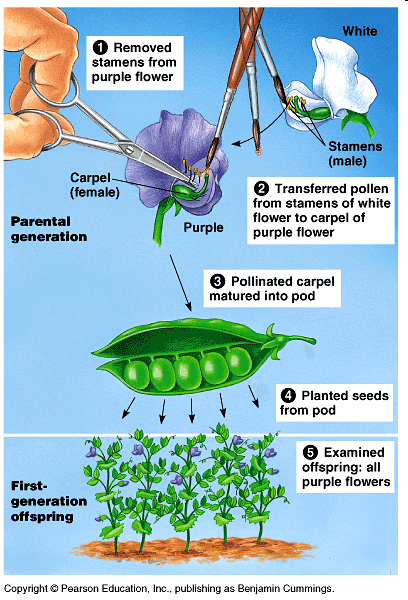 1 Removed
stamens from
purple flower
White
Stamens
(male)
Carpel
(female)
2 Transferred pollen
from stamens of white
flower to carpel of
purple flower
Parental
generation
Purple
3 Pollinated carpel
matured into pod
4 Planted seeds
from pod
5 Examined
offspring: all
purple flowers
First-
generation
offspring
Copyright © Pearson Education, Inc., publishing as Benjamin Cummings.